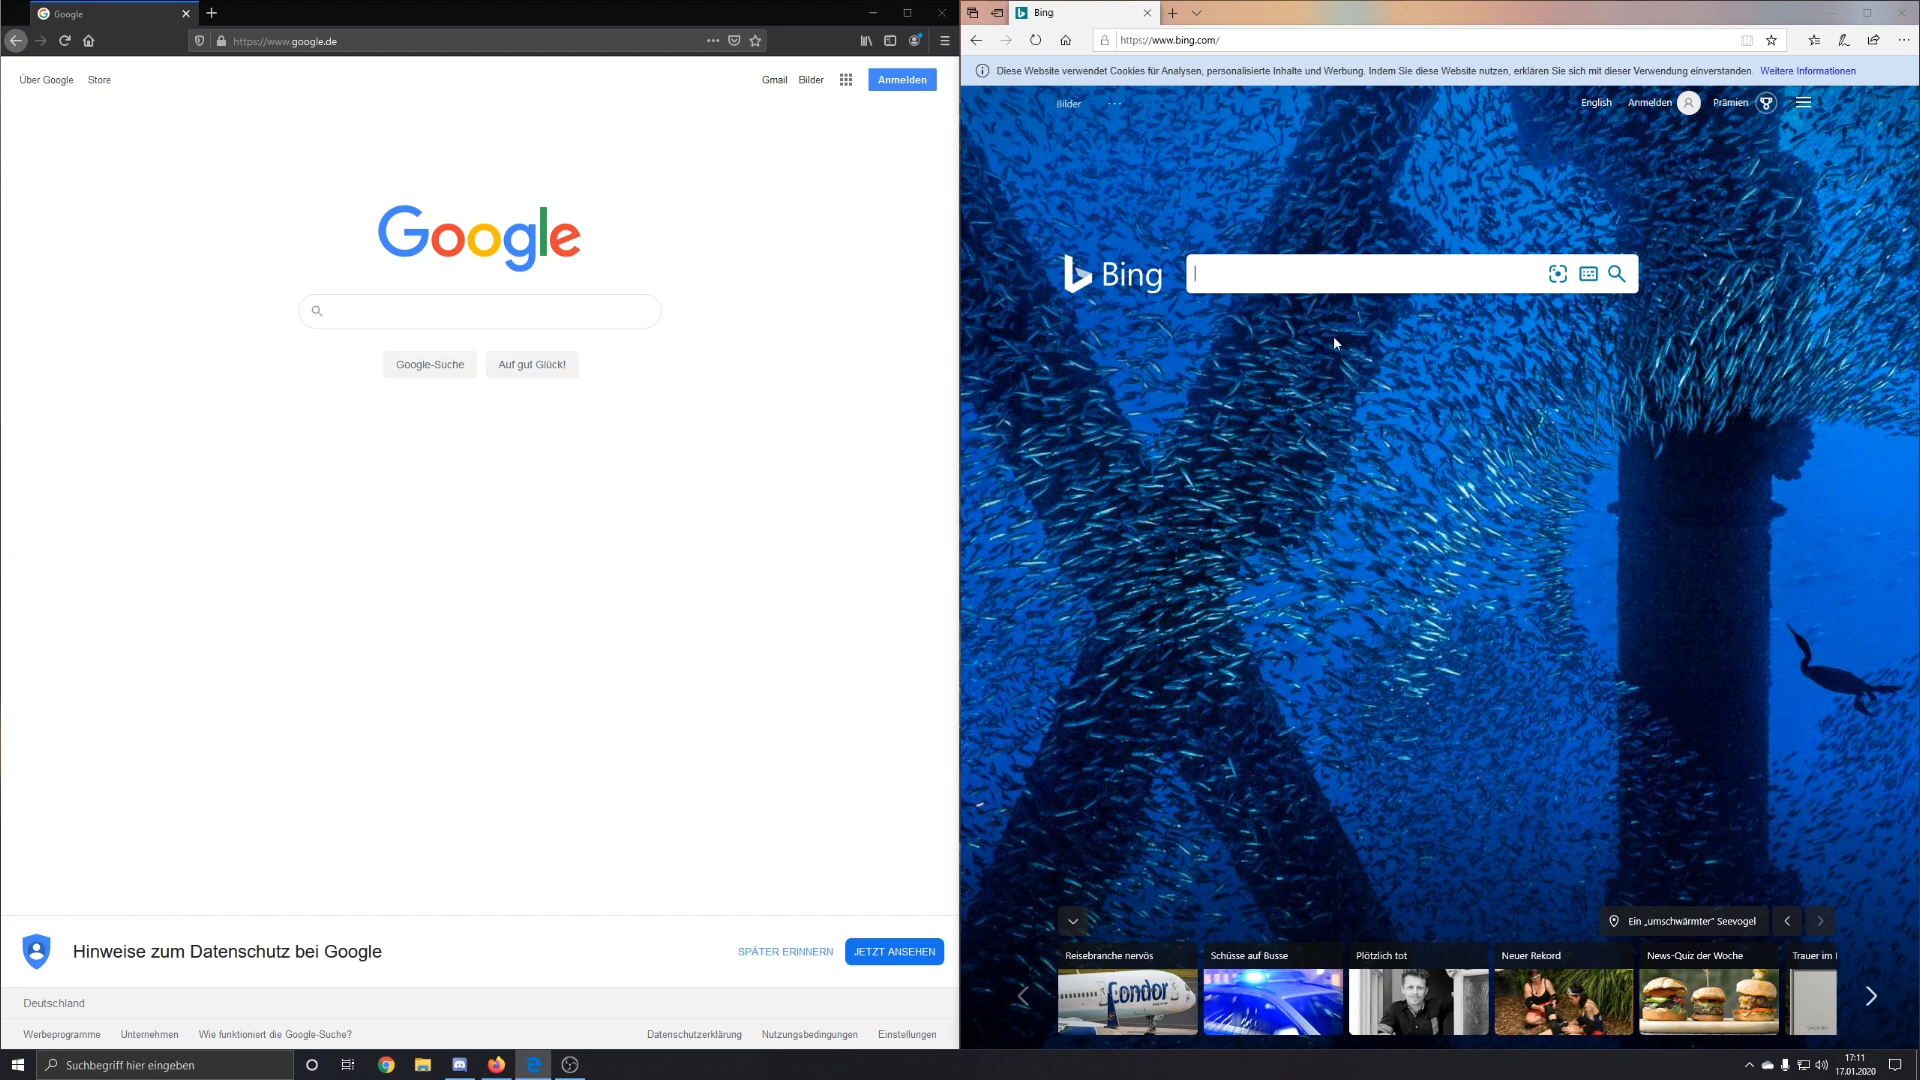 Google
https://www.google.de
Über Google Store
Gmail Bilder Anmelden
Google
Google-Suche Auf gut Glück!
Hinweise zum Datenschutz bei Google
SPÄTER ERINNERN JETZT ANSEHEN
Deutschland
Werbeprogramme Unternehmen Wie funktioniert die Google-Suche?
Datenschutzerklärung Nutzungsbedingungen Einstellungen
Bing
https://www.bing.com/
Diese Website verwendet Cookies für Analysen, personalisierte Inhalte und Werbung. Indem Sie diese Website nutzen, erklären Sie sich mit dieser Verwendung einverstanden. Weitere Informationen
Bilder ...
English Anmelden Prämien
Bing
Ein „umschwärmter" Seevogel
Reisebranche nervös
Schüsse auf Busse
Plötzlich tot
Neuer Rekord
News-Quiz der Woche
Trauer im
Condor
Suchbegriff hier eingeben
17:11
17.01.2020